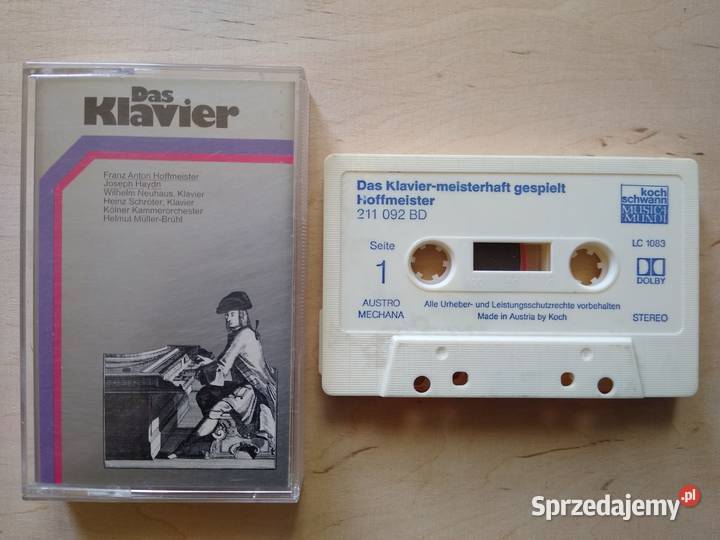 Das
Klavier
Franz Anton Hoffmeister
Joseph Haydn
Wilhelm Neuhaus, Klavier
Heinz Schröter, Klavier
Kölner Kammerorchester
Helmut Müller-Brühl
Das Klavier-meisterhaft gespielt
Hoffmeister
211 092 BD
koch
schwann
MUSICA
MUNDI
Seite
1
LC 1083
DOLBY
AUSTRO
MECHANA
Alle Urheber- und Leistungsschutzrechte vorbehalten
Made in Austria by Koch
STEREO
Sprzedajemy.pl